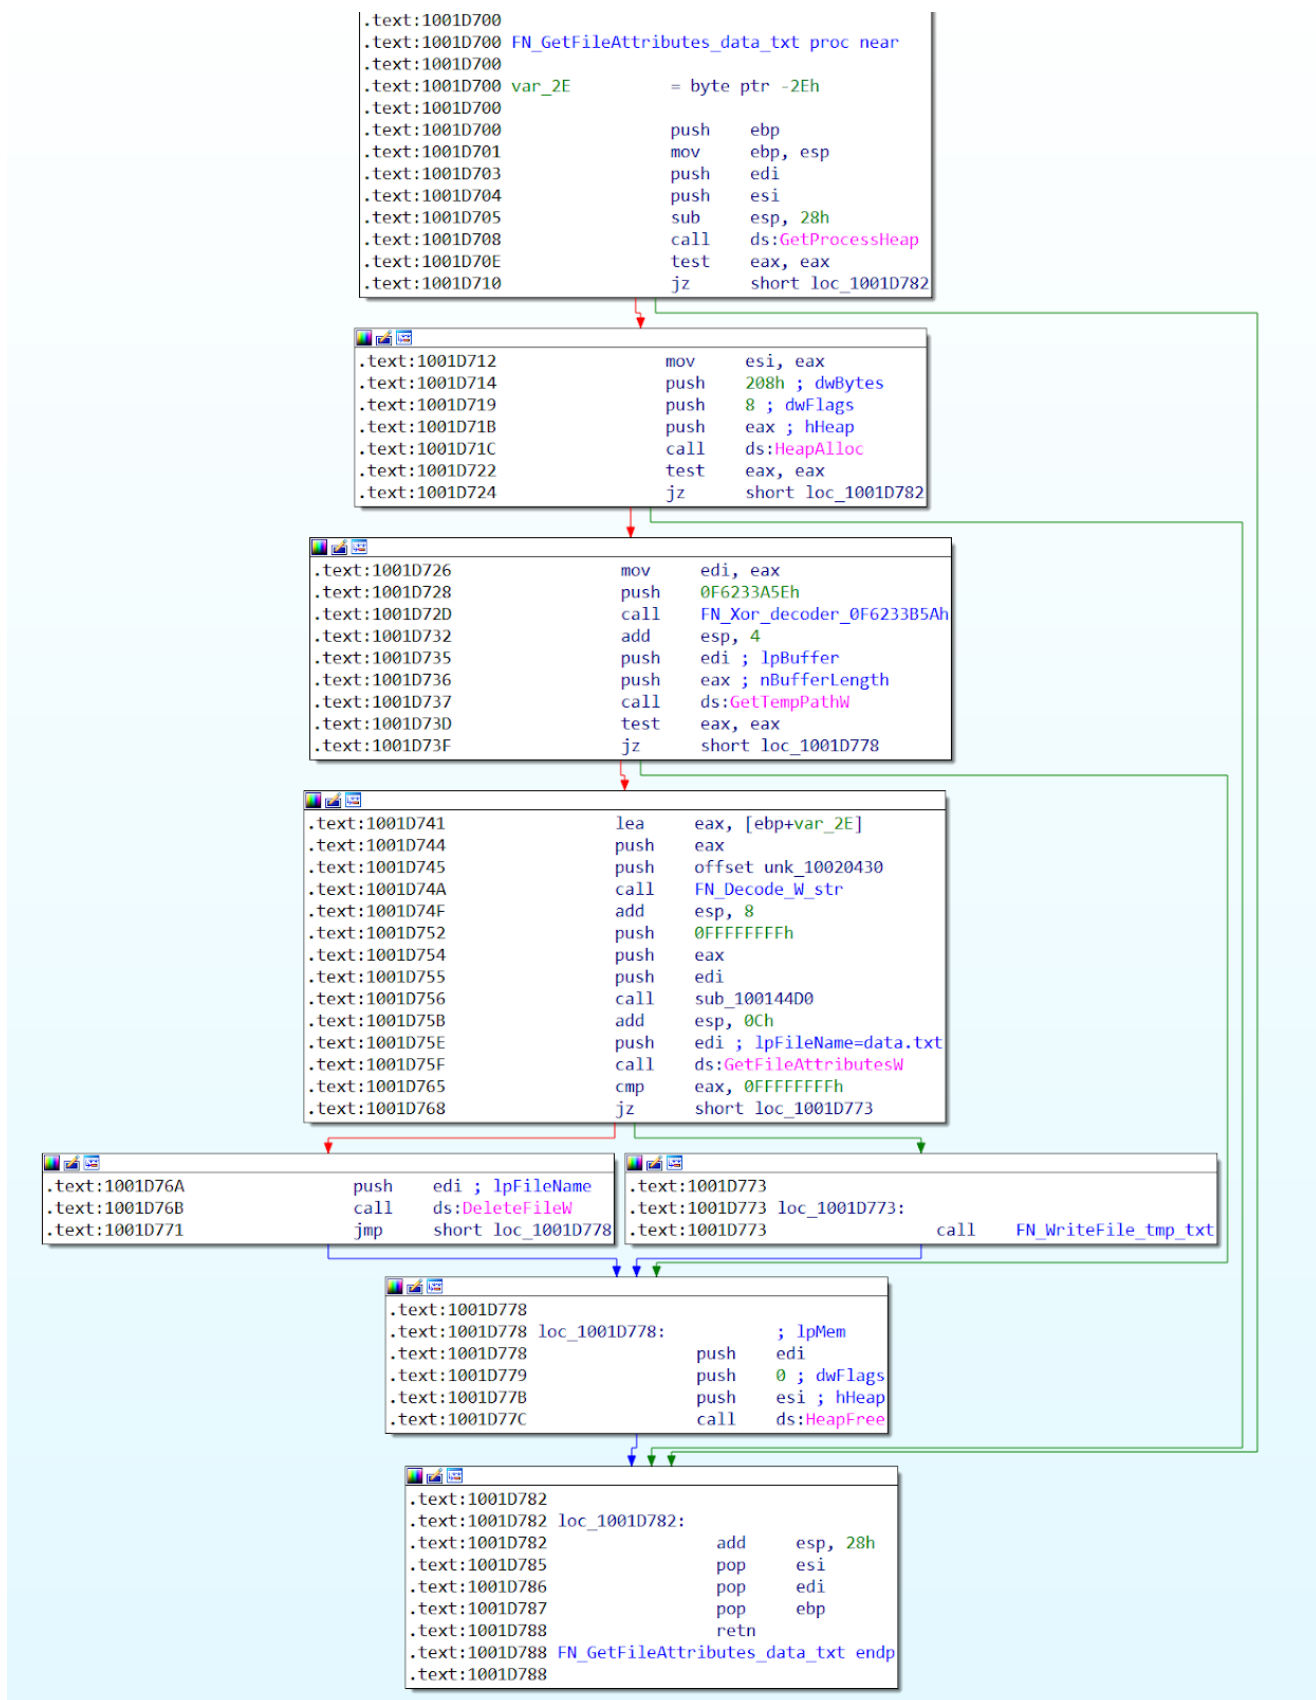 .text:1001D700
.text:1001D700 FN_GetFileAttributes_data_txt proc near
.text:1001D700
.text:1001D700 var_2E = byte ptr -2Eh
.text:1001D700
.text:1001D700 push ebp
.text:1001D701 mov ebp, esp
.text:1001D703 push edi
.text:1001D704 push esi
.text:1001D705 sub esp, 28h
.text:1001D708 call ds:GetProcessHeap
.text:1001D70E test eax, eax
.text:1001D710 jz short loc_1001D782
.text:1001D712 mov esi, eax
.text:1001D714 push 208h ; dwBytes
.text:1001D719 push 8 ; dwFlags
.text:1001D71B push eax ; hHeap
.text:1001D71C call ds:HeapAlloc
.text:1001D722 test eax, eax
.text:1001D724 jz short loc_1001D782
.text:1001D726 mov edi, eax
.text:1001D728 push 0F6233A5Eh
.text:1001D72D call FN_Xor_decoder_0F6233B5Ah
.text:1001D732 add esp, 4
.text:1001D735 push edi ; lpBuffer
.text:1001D736 push eax ; nBufferLength
.text:1001D737 call ds:GetTempPathW
.text:1001D73D test eax, eax
.text:1001D73F jz short loc_1001D778
.text:1001D741 lea eax, [ebp+var_2E]
.text:1001D744 push eax
.text:1001D745 push offset unk_10020430
.text:1001D74A call FN_Decode_W_str
.text:1001D74F add esp, 8
.text:1001D752 push 0FFFFFFFFh
.text:1001D754 push eax
.text:1001D755 push edi
.text:1001D756 call sub_100144D0
.text:1001D75B add esp, 0Ch
.text:1001D75E push edi ; lpFileName=data.txt
.text:1001D75F call ds:GetFileAttributesW
.text:1001D765 cmp eax, 0FFFFFFFFh
.text:1001D768 jz short loc_1001D773
.text:1001D76A push edi ; lpFileName
.text:1001D76B call ds:DeleteFileW
.text:1001D771 jmp short loc_1001D778
.text:1001D773
.text:1001D773 loc_1001D773:
.text:1001D773 call FN_WriteFile_tmp_txt
.text:1001D778
.text:1001D778 loc_1001D778: ; lpMem
.text:1001D778 push edi
.text:1001D779 push 0 ; dwFlags
.text:1001D77B push esi ; hHeap
.text:1001D77C call ds:HeapFree
.text:1001D782
.text:1001D782 loc_1001D782:
.text:1001D782 add esp, 28h
.text:1001D785 pop esi
.text:1001D786 pop edi
.text:1001D787 pop ebp
.text:1001D788 retn
.text:1001D788 FN_GetFileAttributes_data_txt endp
.text:1001D788